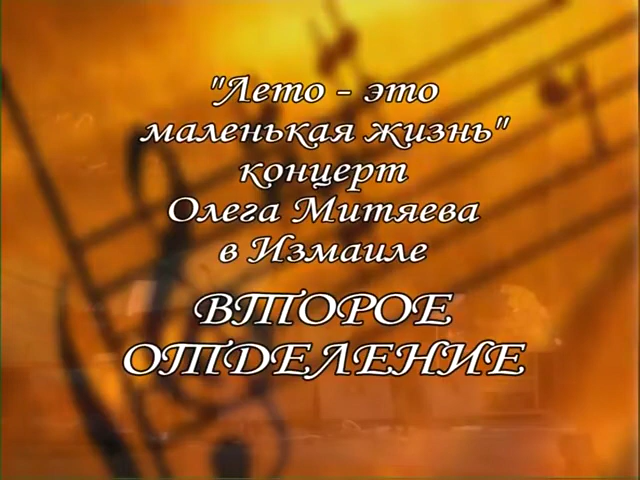 "Лето - это
маленькая жизнь"
концерт
Олега Митяева
в Измаиле
ВТОРОЕ
ОТДЕЛЕНИЕ